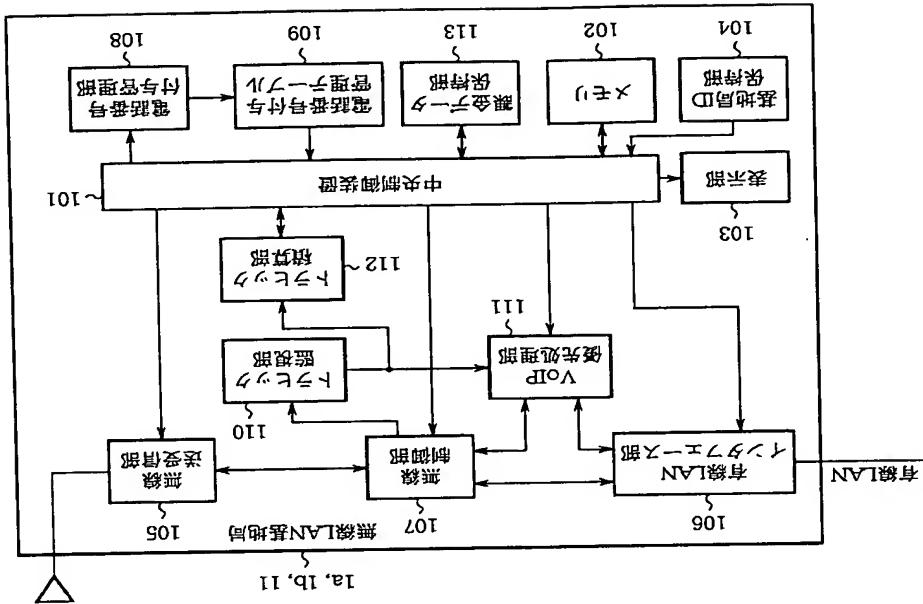 1a, 1b, 11
無線LAN基地局
有線LAN
106
有線LAN
インタフェース部
107
無線
制御部
105
無線
送受信部
110
トラヒック
監視部
VoIP
優先処理部
111
112
トラヒック
積算部
103
表示部
中央制御装置
101
基地局ID
保持部
104
メモリ
102
課金データ
保持部
113
電話番号付与
管理テーブル
109
電話番号
付与管理部
108